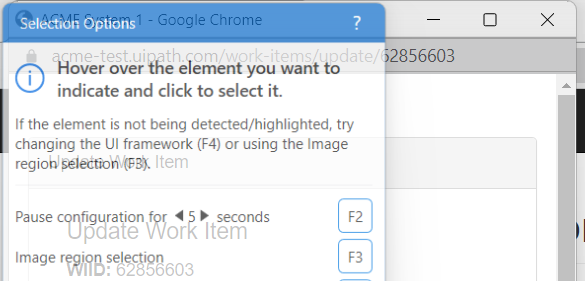 ACME System 1 - Google Chrome
Selection Options ?
acme-test.uipath.com/work-items/update/62856603
Hover over the element you want to
indicate and click to select it.
If the element is not being detected/highlighted, try
changing the UI framework (F4) or using the Image
region selection (F3).
Update Work Item
Pause configuration for 5 seconds F2
Update Work Item
Image region selection F3
WIID: 62856603